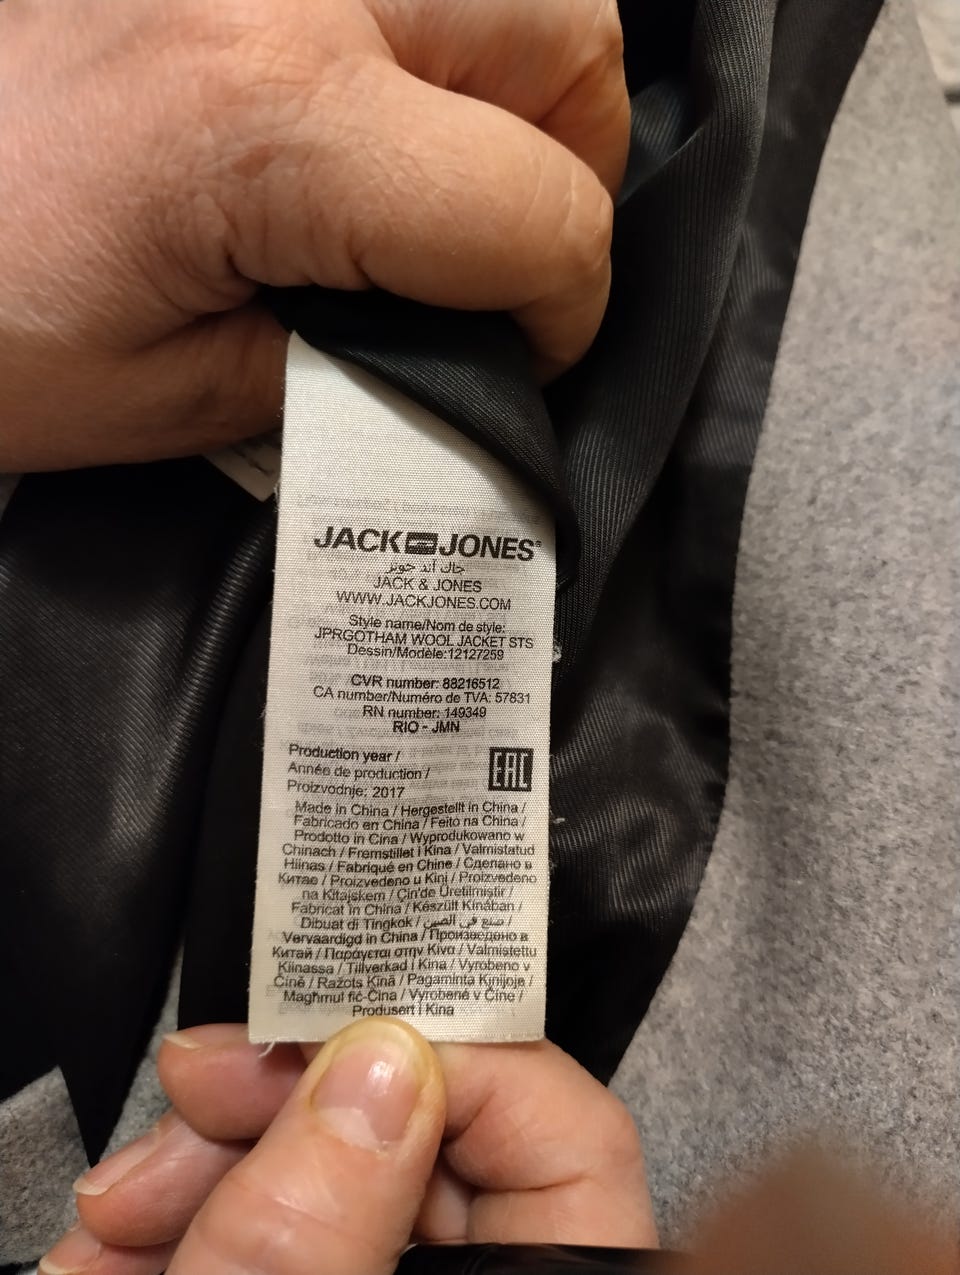 JACK JONES®
جاك أند جونز
JACK & JONES
WWW.JACKJONES.COM
Style name/Nom de style:
JPRGOTHAM WOOL JACKET STS
Dessin/Modèle:12127259
CVR number: 88216512
CA number/Numéro de TVA: 57831
RN number: 149349
RIO - JMN
Production year /
Année de production /
Proizvodnje: 2017
EAC
Made in China / Hergestellt in China /
Fabricado en China / Feito na China /
Prodotto in Cina / Wyprodukowano w
Chinach / Fremstillet i Kina / Valmistatud
Hiinas / Fabriqué en Chine / Сделано в
Китае / Proizvedeno u Kini / Proizvedeno
na Kitajskem / Çin'de Üretilmiştir /
Fabricat în China / Készült Kínában /
Dibuat di Tingkok / صنع في الصين /
Vervaardigd in China / Произведено в
Китай / Παράγεται στην Κίνα / Valmistettu
Kiinassa / Tillverkad i Kina / Vyrobeno v
Číně / Ražots Ķīnā / Pagaminta Kinijoje /
Magħmul fiċ-Ċina / Vyrobené v Číne /
Produsert i Kina